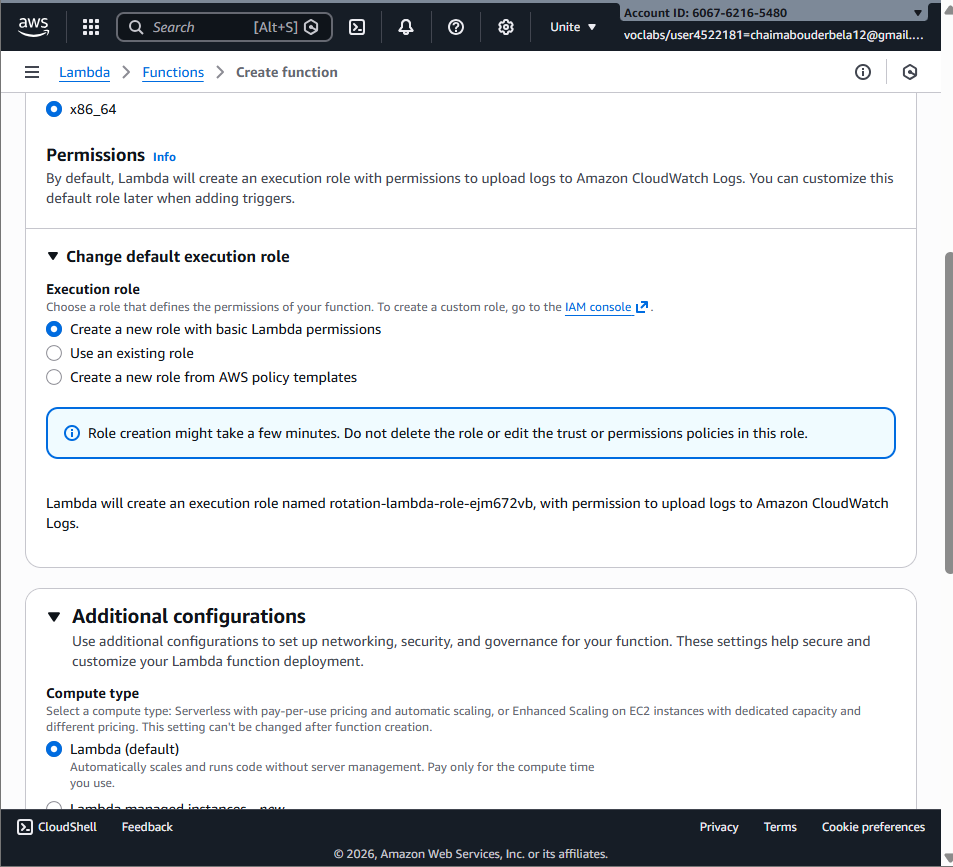 aws
Search [Alt+S]
Unite ▼
Account ID: 6067-6216-5480
voclabs/user4522181=chaimabouderbela12@gmail....
Lambda > Functions > Create function
x86_64
Permissions Info
By default, Lambda will create an execution role with permissions to upload logs to Amazon CloudWatch Logs. You can customize this
default role later when adding triggers.
▼ Change default execution role
Execution role
Choose a role that defines the permissions of your function. To create a custom role, go to the IAM console .
Create a new role with basic Lambda permissions
Use an existing role
Create a new role from AWS policy templates
Role creation might take a few minutes. Do not delete the role or edit the trust or permissions policies in this role.
Lambda will create an execution role named rotation-lambda-role-ejm672vb, with permission to upload logs to Amazon CloudWatch
Logs.
▼ Additional configurations
Use additional configurations to set up networking, security, and governance for your function. These settings help secure and
customize your Lambda function deployment.
Compute type
Select a compute type: Serverless with pay-per-use pricing and automatic scaling, or Enhanced Scaling on EC2 instances with dedicated capacity and
different pricing. This setting can't be changed after function creation.
Lambda (default)
Automatically scales and runs code without server management. Pay only for the compute time
you use.
Lambda managed instances - new
CloudShell Feedback Privacy Terms Cookie preferences
© 2026, Amazon Web Services, Inc. or its affiliates.